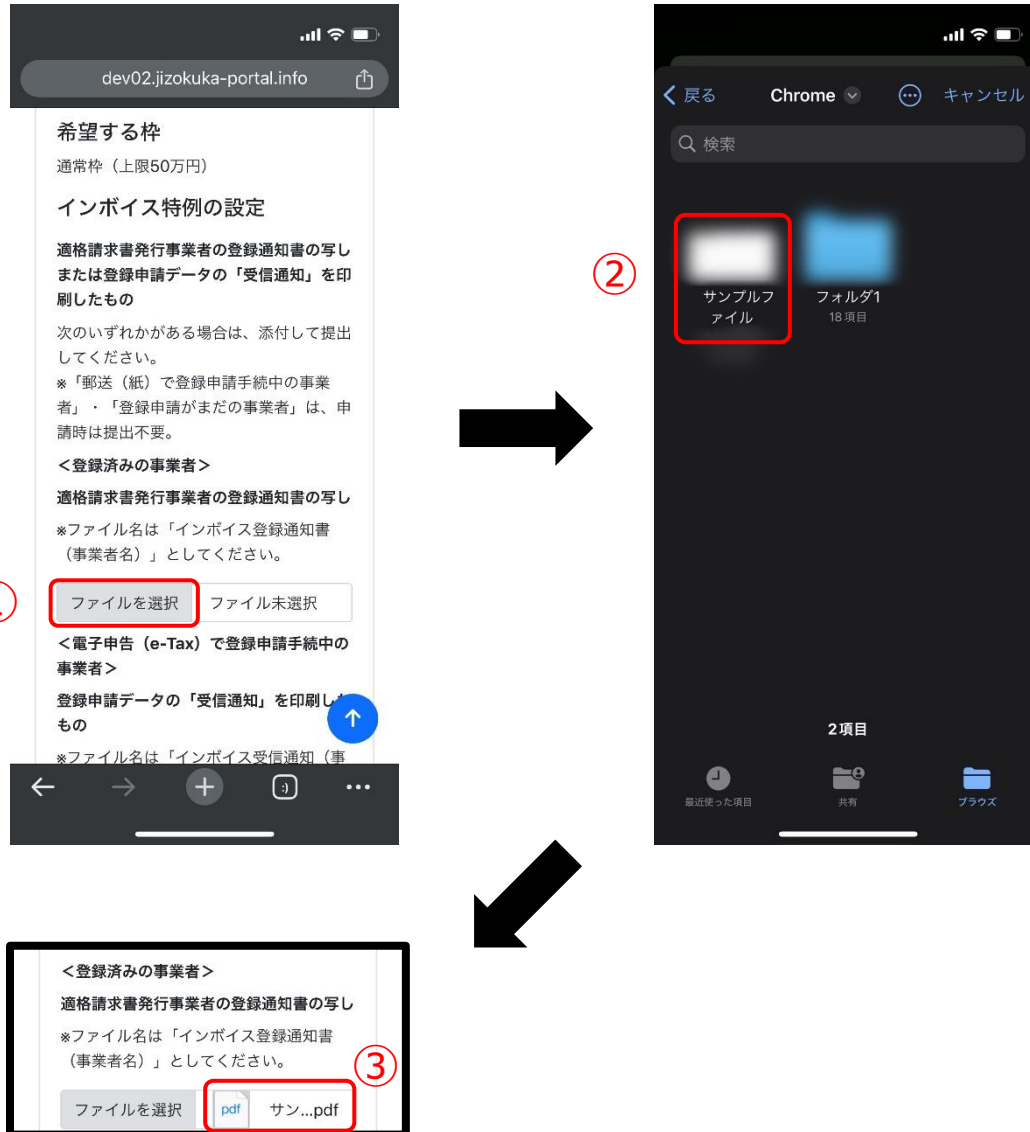 dev02.jizokuka-portal.info
希望する枠
通常枠（上限50万円）
インボイス特例の設定
適格請求書発行事業者の登録通知書の写し
または登録申請データの「受信通知」を印
刷したもの
次のいずれかがある場合は、添付して提出
してください。
※「郵送（紙）で登録申請手続中の事業
者」・「登録申請がまだの事業者」は、申
請時は提出不要。
＜登録済みの事業者＞
適格請求書発行事業者の登録通知書の写し
※ファイル名は「インボイス登録通知書
（事業者名）」としてください。
ファイルを選択 ファイル未選択
＜電子申告（e-Tax）で登録申請手続中の
事業者＞
登録申請データの「受信通知」を印刷した
もの
※ファイル名は「インボイス受信通知（事
戻る Chrome キャンセル
検索
②
サンプルフ
ァイル
フォルダ1
18 項目
2項目
最近使った項目 共有 ブラウズ
＜登録済みの事業者＞
適格請求書発行事業者の登録通知書の写し
※ファイル名は「インボイス登録通知書
（事業者名）」としてください。
③
ファイルを選択 pdf サン...pdf